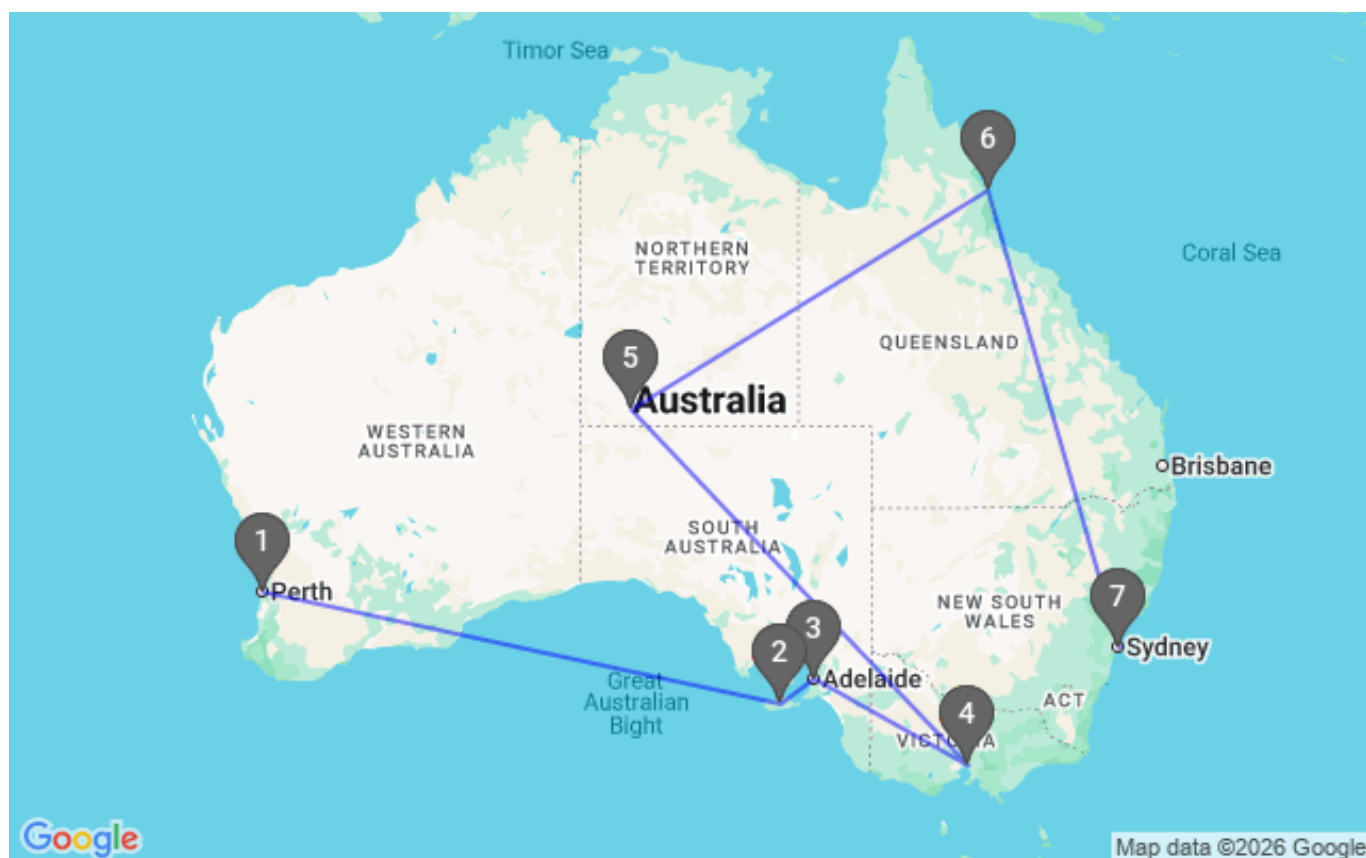 Timor Sea
6
NORTHERN
TERRITORY
Coral Sea
QUEENSLAND
5
Australia
WESTERN
AUSTRALIA
Brisbane
SOUTH
AUSTRALIA
1
Perth
NEW SOUTH
WALES
7
Sydney
3
2
Adelaide
Great
Australian
Bight
ACT
4
VICTORIA
Google
Map data ©2026 Google